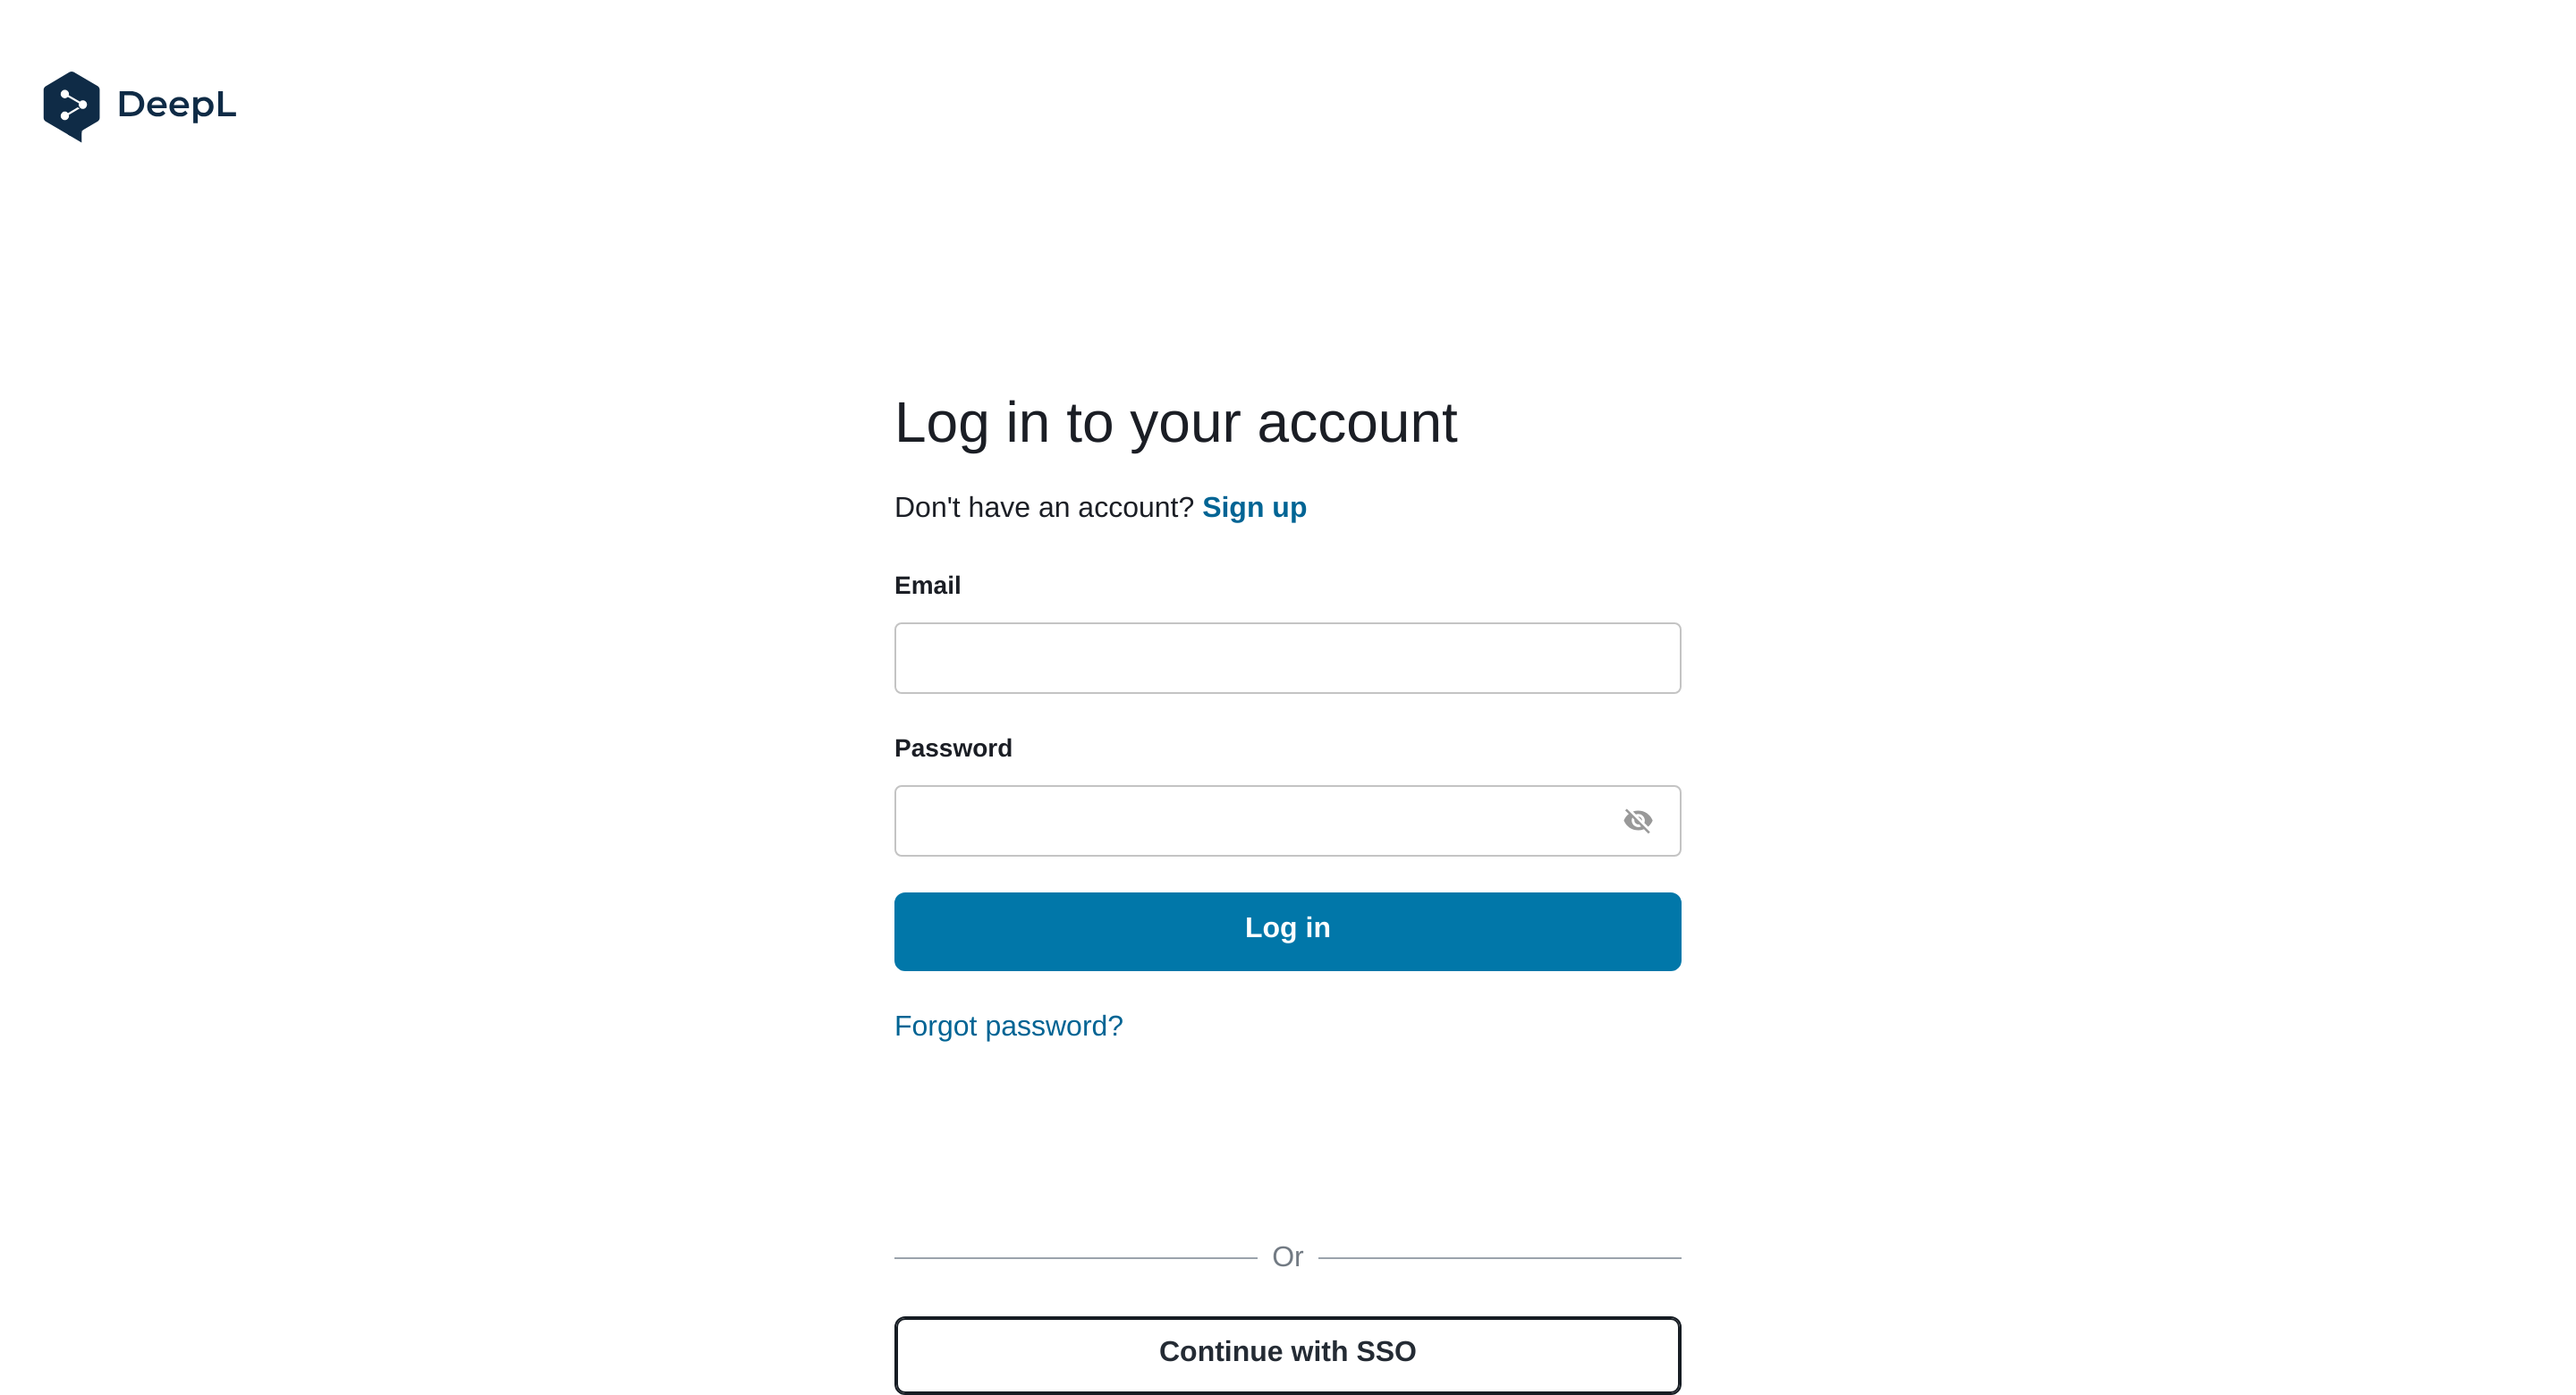 DeepL
Log in to your account
Don't have an account? Sign up
Email
Password
Log in
Forgot password?
Or
Continue with SSO